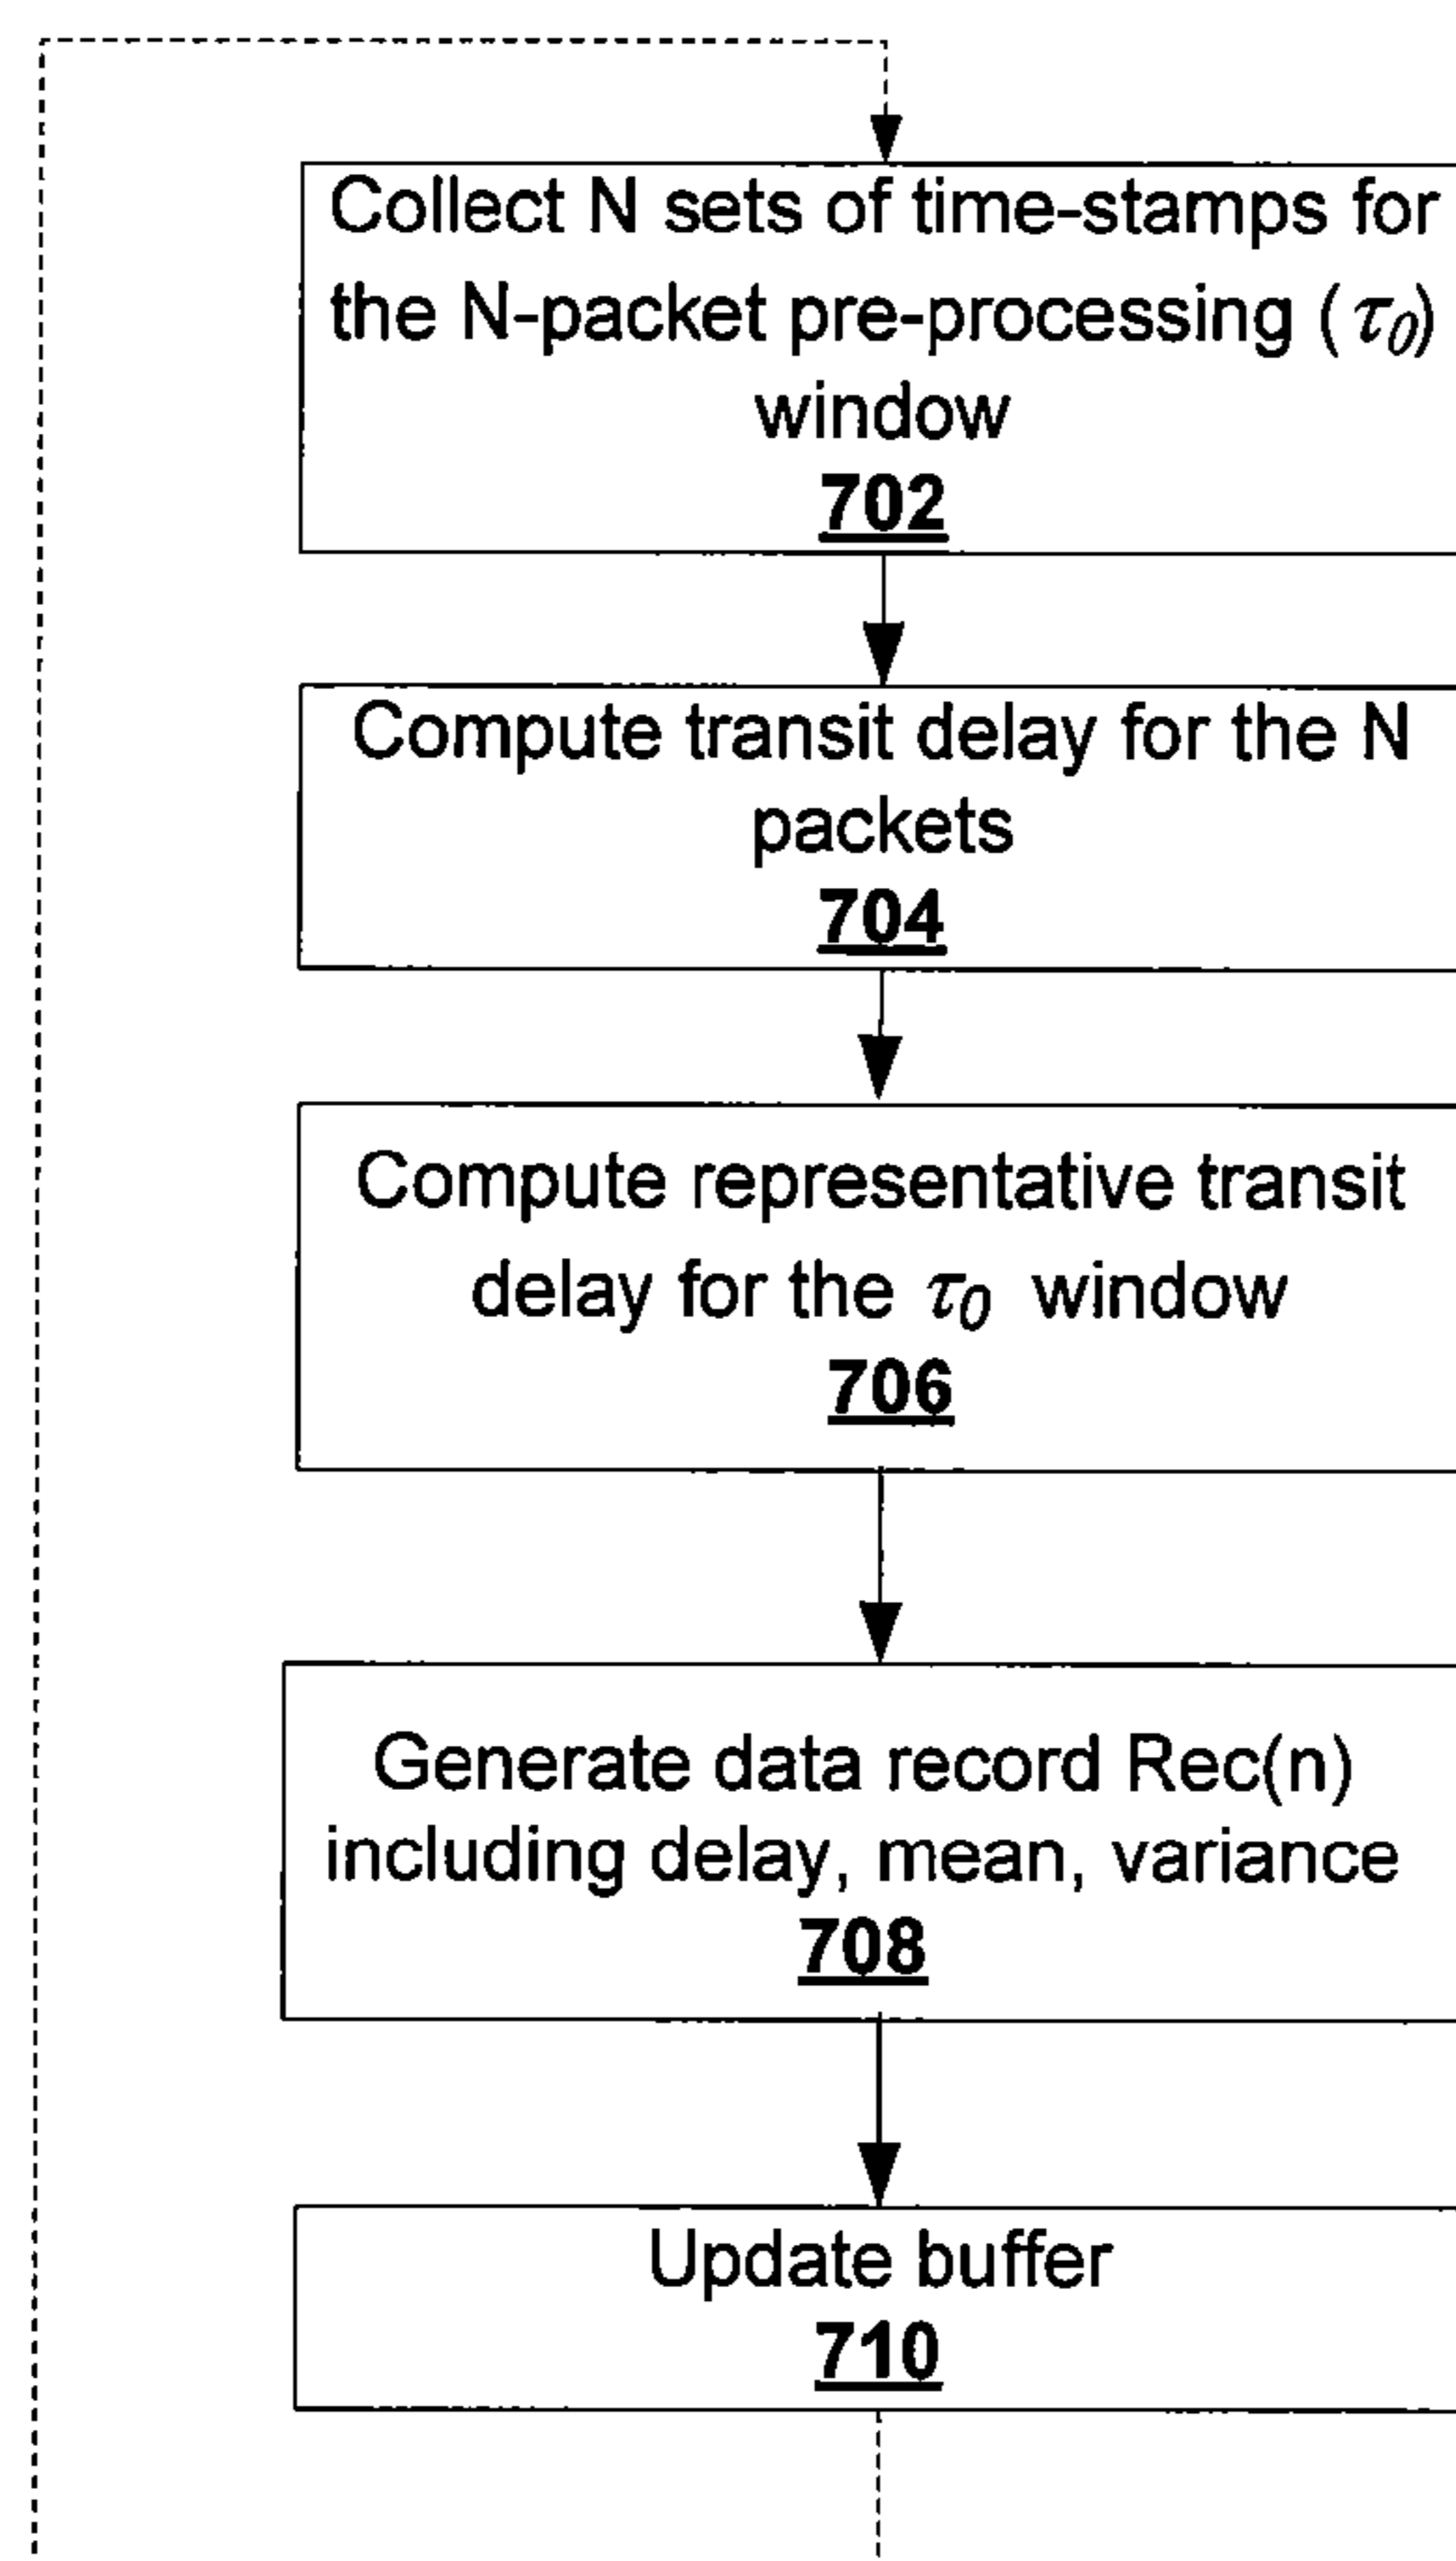 Collect N sets of time-stamps for
the N-packet pre-processing (τ₀)
window
702
Compute transit delay for the N
packets
704
Compute representative transit
delay for the τ₀ window
706
Generate data record Rec(n)
including delay, mean, variance
708
Update buffer
710